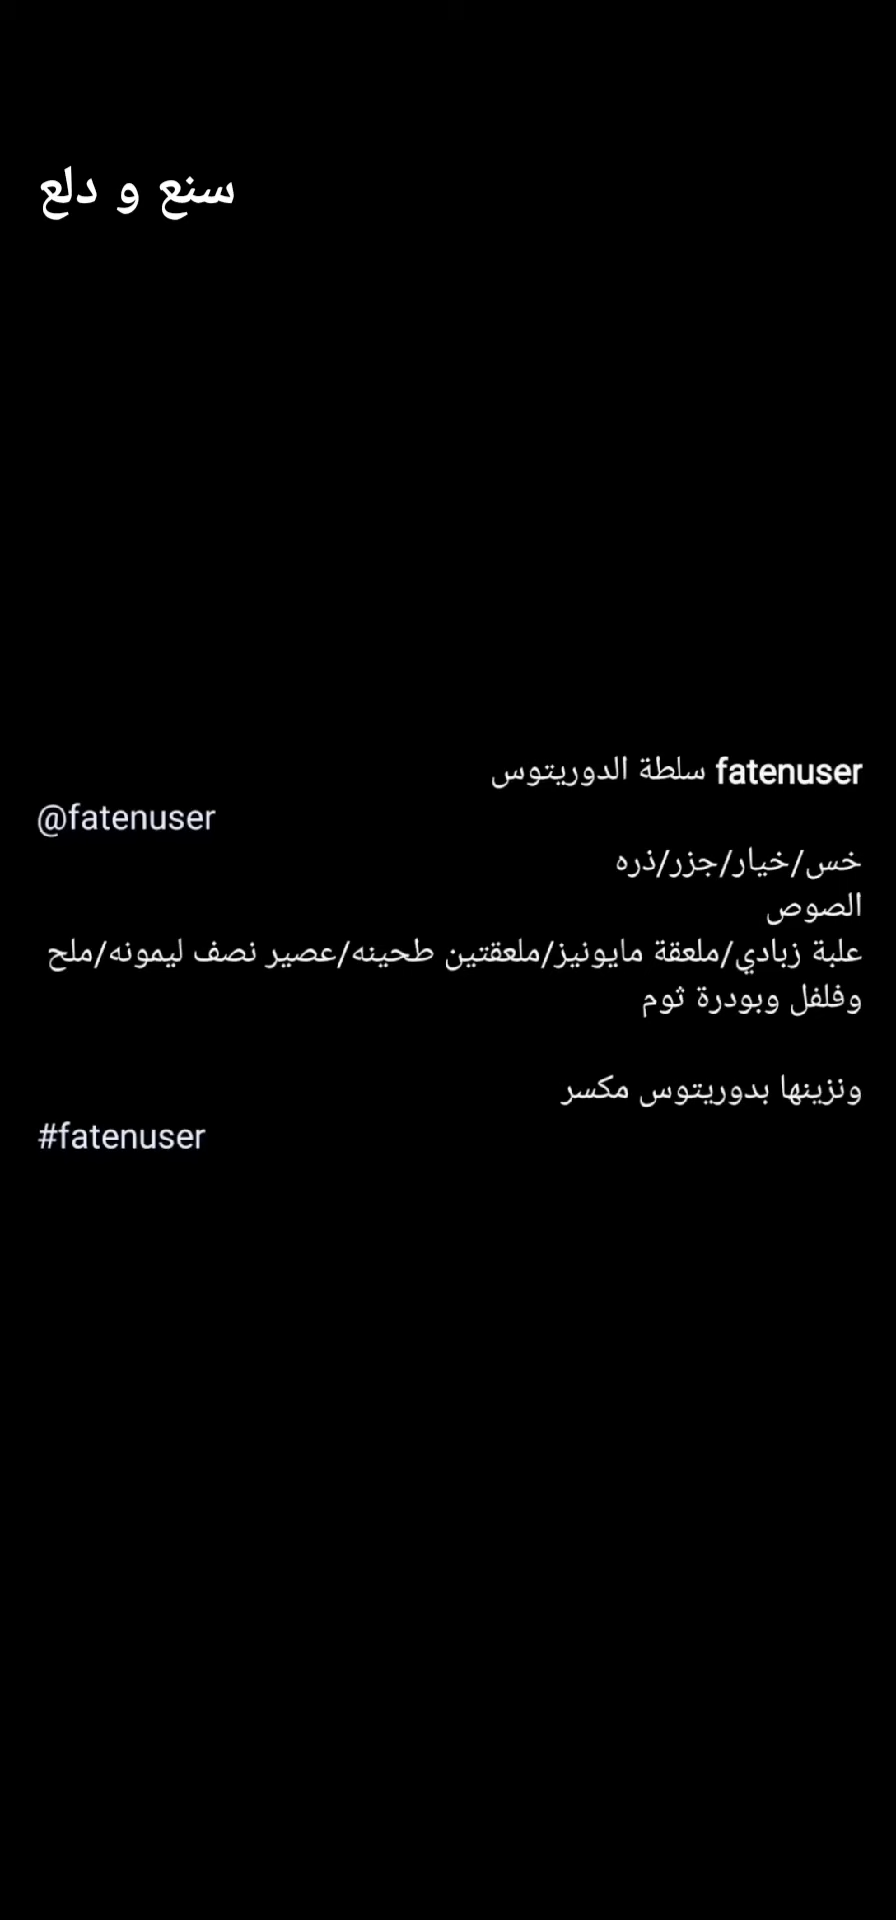 سنع و دلع
fatenuser سلطة الدوريتوس
@fatenuser
خس/خيار/جزر/ذره
الصوص
علبة زبادي/ملعقة مايونيز/ملعقتين طحينه/عصير نصف ليمونه/ملح
وفلفل وبودرة ثوم
ونزينها بدوريتوس مكسر
#fatenuser